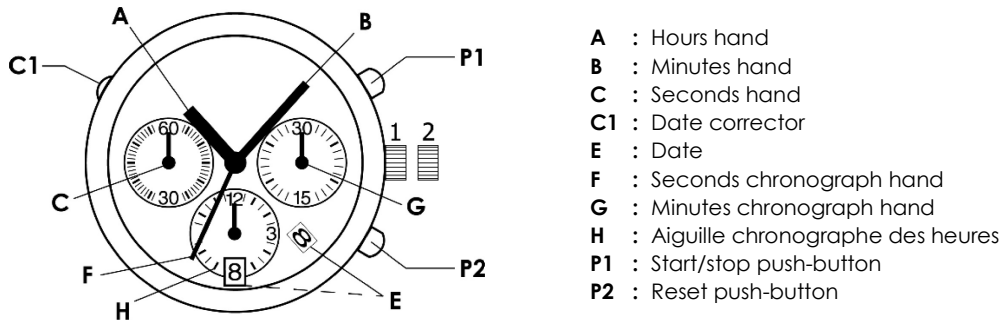 A
B
C1
P1
60
30
1 2
30
15
C
G
12
3
8
8
F
H
E
P2
A : Hours hand
B : Minutes hand
C : Seconds hand
C1 : Date corrector
E : Date
F : Seconds chronograph hand
G : Minutes chronograph hand
H : Aiguille chronographe des heures
P1 : Start/stop push-button
P2 : Reset push-button